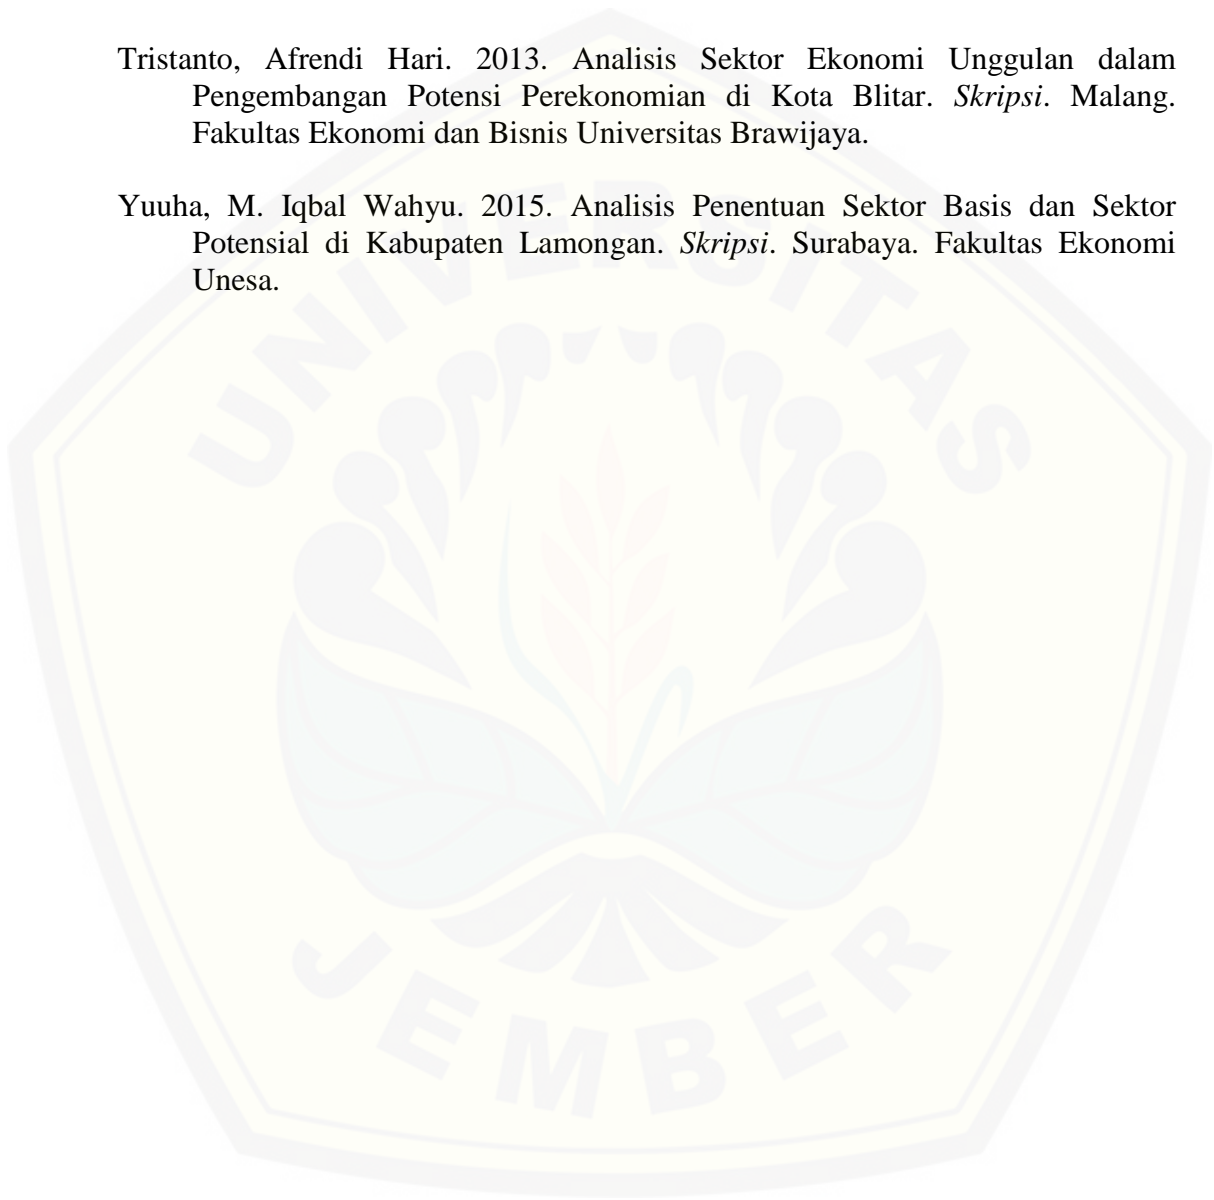 Tristanto, Afrendi Hari. 2013. Analisis Sektor Ekonomi Unggulan dalam
Pengembangan Potensi Perekonomian di Kota Blitar. Skripsi. Malang.
Fakultas Ekonomi dan Bisnis Universitas Brawijaya.
Yuuha, M. Iqbal Wahyu. 2015. Analisis Penentuan Sektor Basis dan Sektor
Potensial di Kabupaten Lamongan. Skripsi. Surabaya. Fakultas Ekonomi
Unesa.
UNIVERSITAS
JEMBER